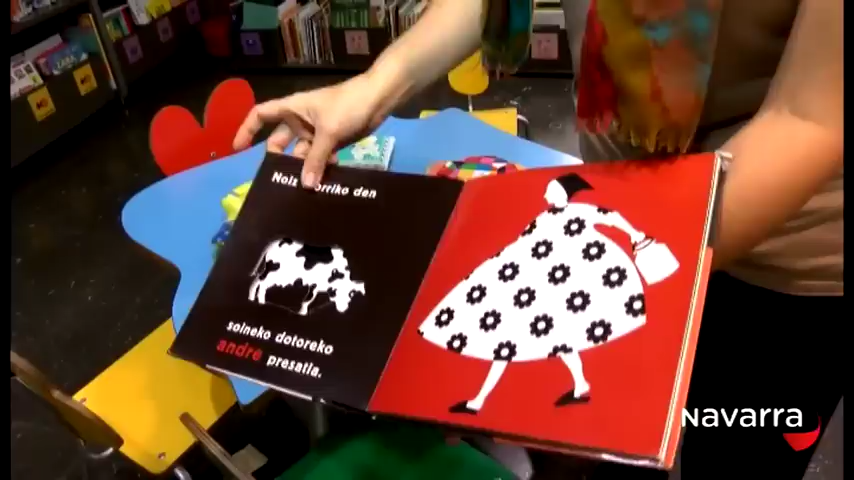 Noiz orriko den
soineko dotoreko
andre presatia.
Navarra